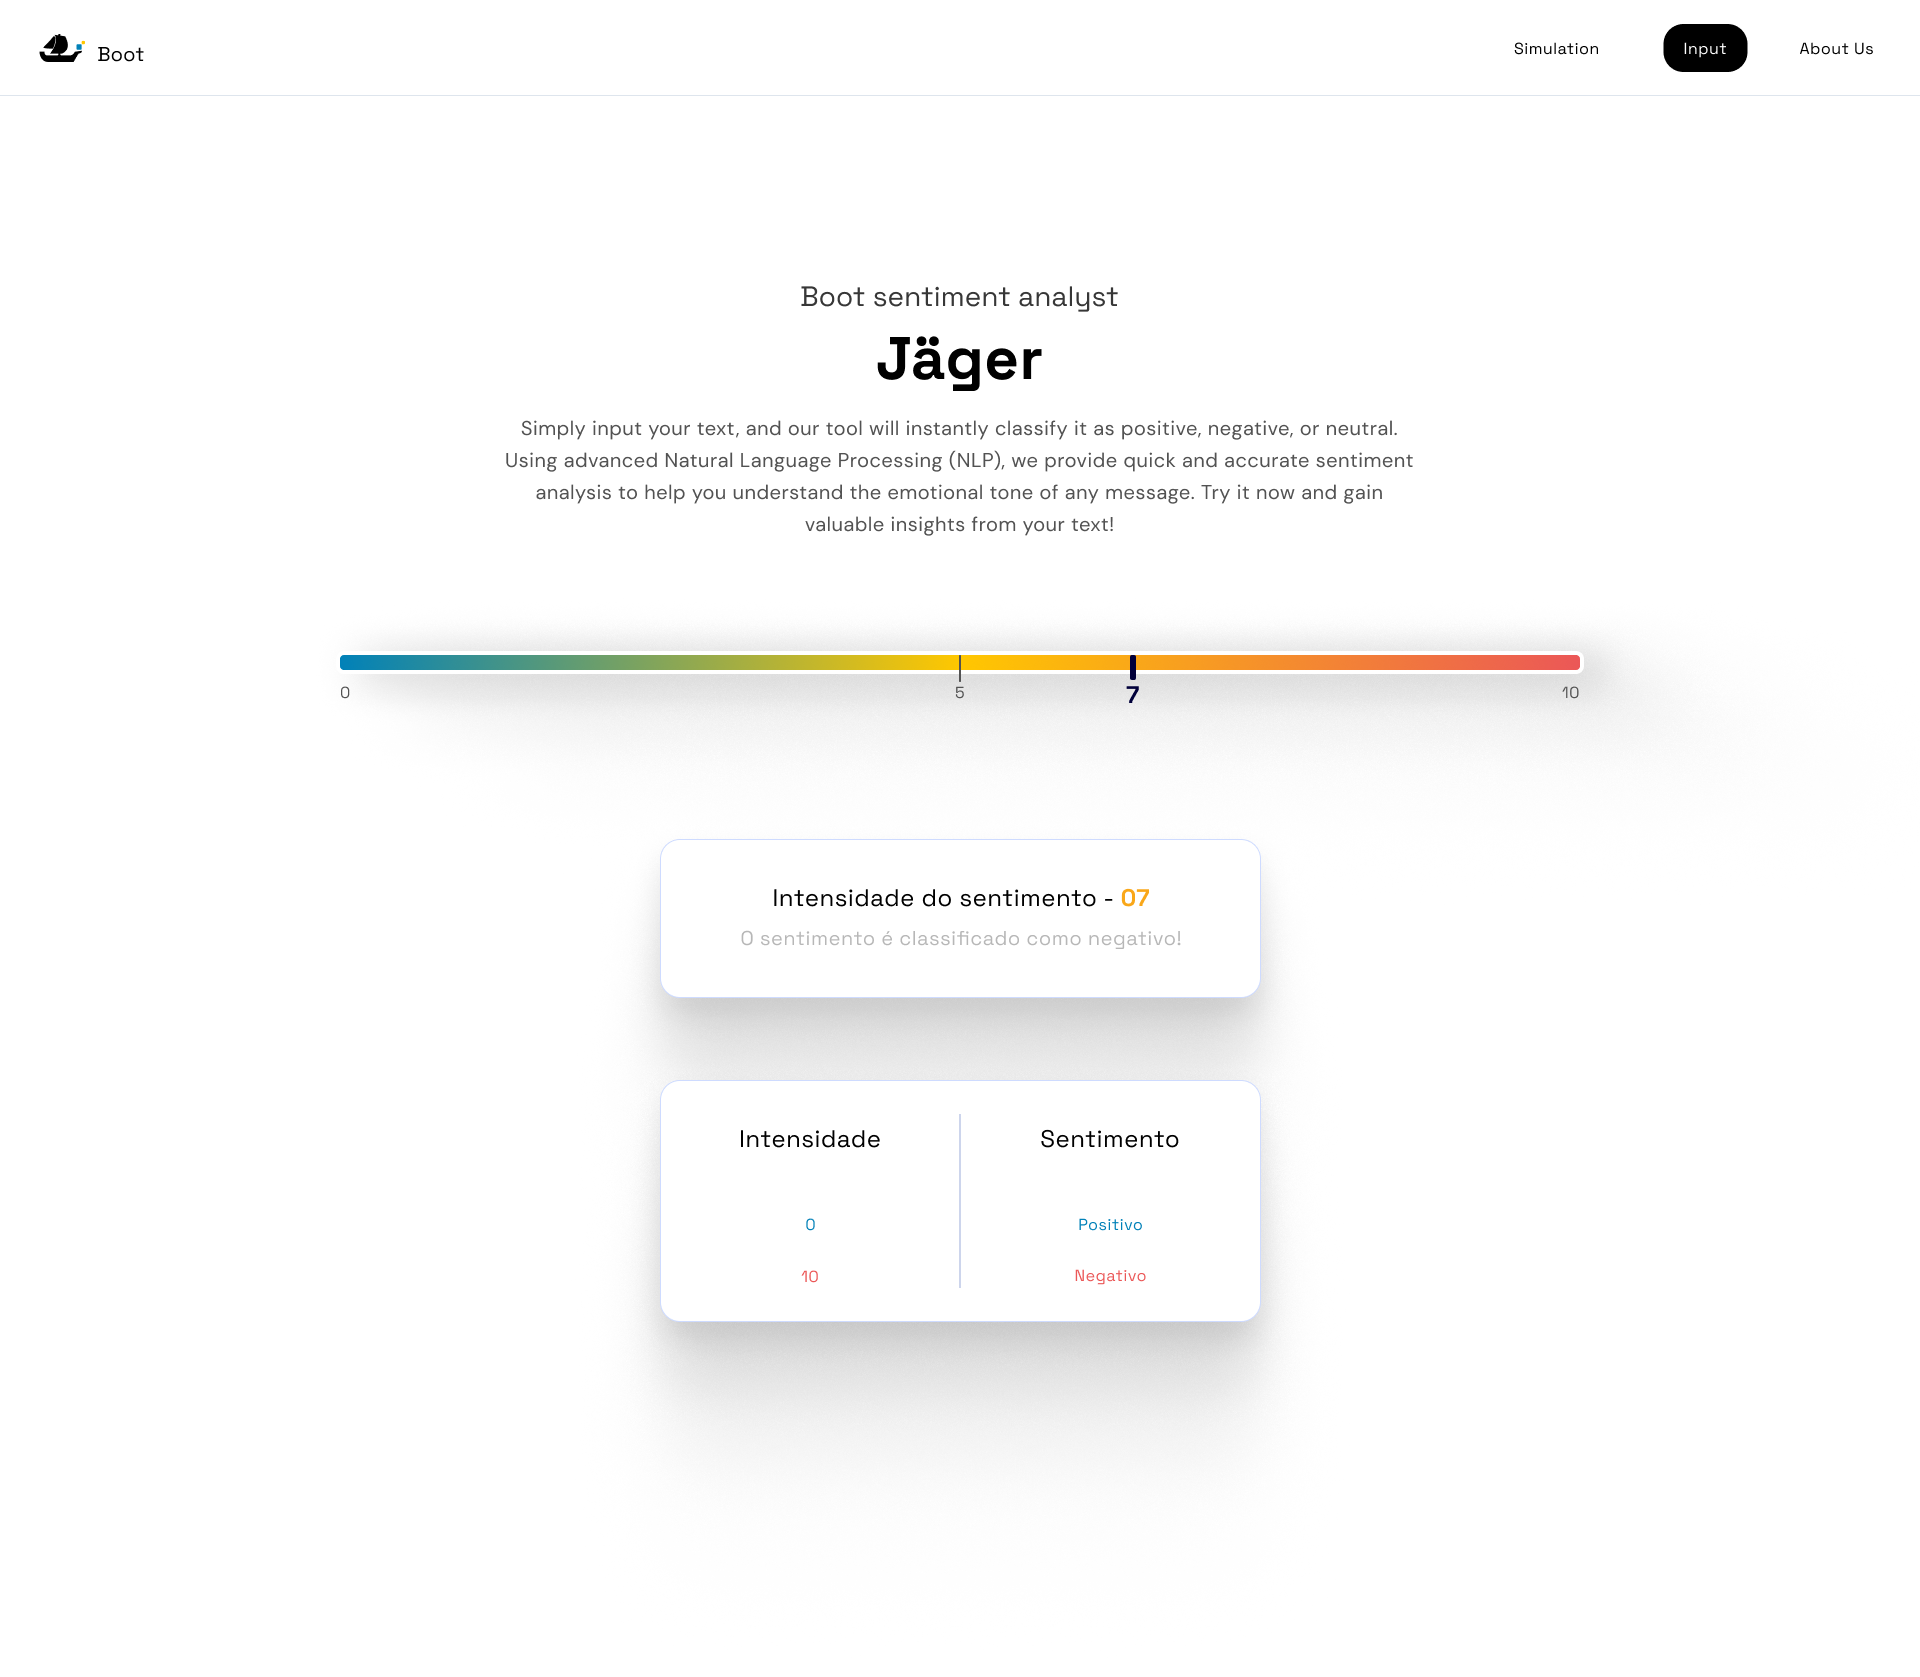 Boot
Simulation
Input
About Us
Boot sentiment analyst
Jäger
Simply input your text, and our tool will instantly classify it as positive, negative, or neutral.
Using advanced Natural Language Processing (NLP), we provide quick and accurate sentiment
analysis to help you understand the emotional tone of any message. Try it now and gain
valuable insights from your text!
0
5
7
10
Intensidade do sentimento - 07
O sentimento é classificado como negativo!
Intensidade
Sentimento
0
Positivo
10
Negativo